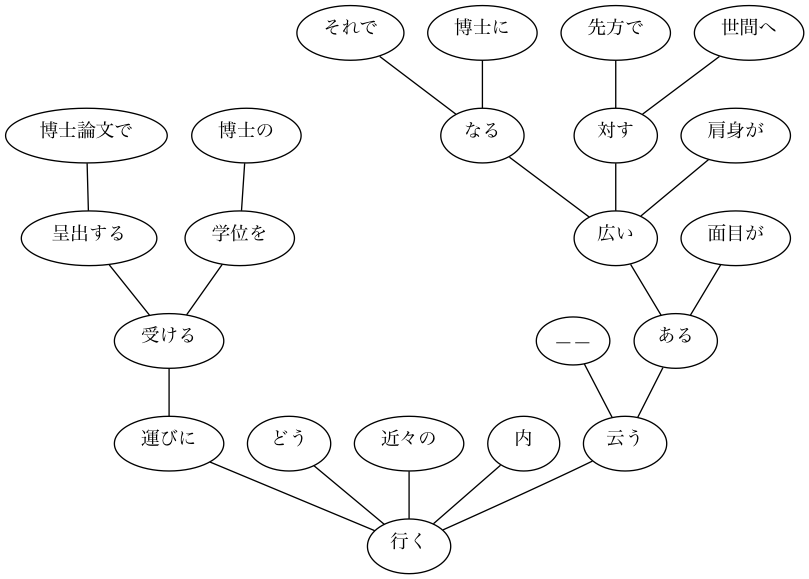 それで 博士に 先方で 世間へ
博士論文で 博士の なる 対す 肩身が
呈出する 学位を 広い 面目が
受ける －－ ある
運びに どう 近々の 内 云う
行く